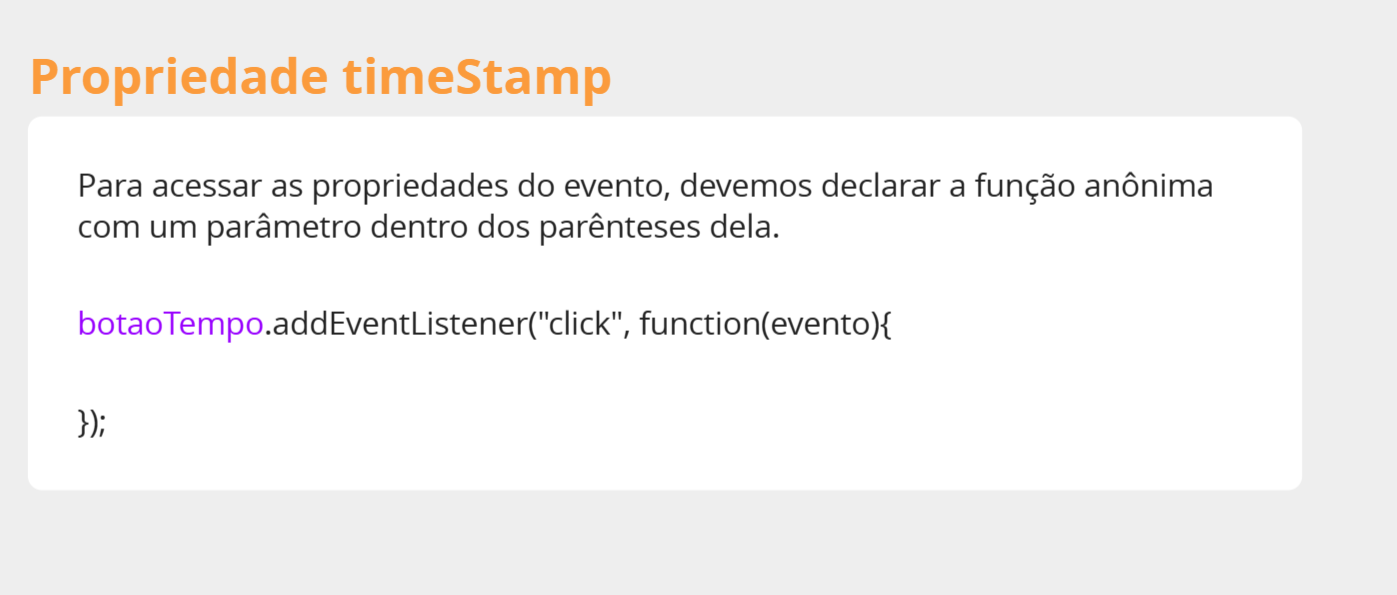 Propriedade timeStamp
Para acessar as propriedades do evento, devemos declarar a função anônima
com um parâmetro dentro dos parênteses dela.
botaoTempo.addEventListener("click", function(evento){
});